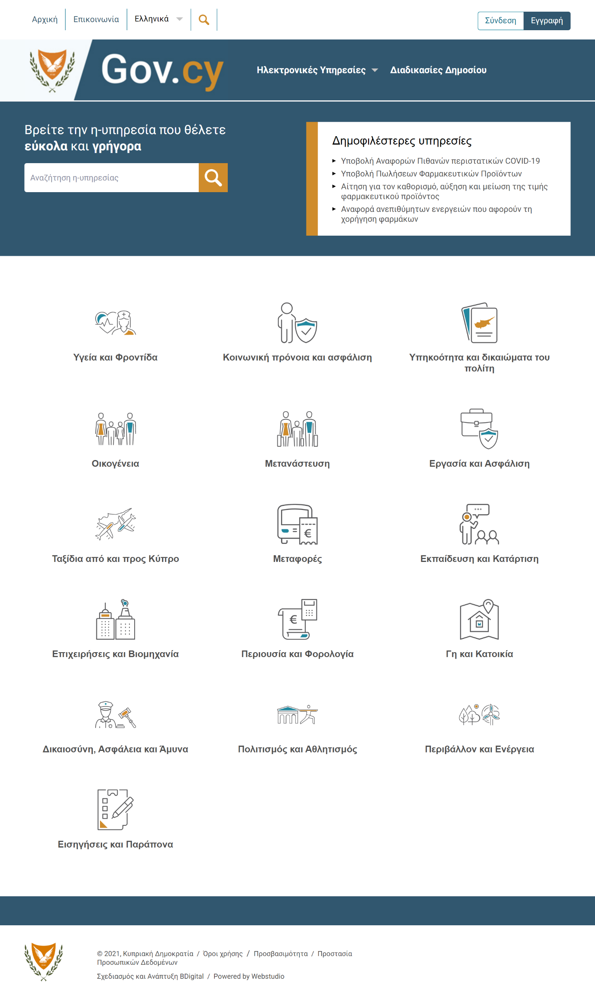 Αρχική
Επικοινωνία
Ελληνικά
Σύνδεση
Εγγραφή
Gov.cy
Ηλεκτρονικές Υπηρεσίες
Διαδικασίες Δημοσίου
Βρείτε την η-υπηρεσία που θέλετε
εύκολα και γρήγορα
Αναζήτηση η-υπηρεσίας
Δημοφιλέστερες υπηρεσίες
Υποβολή Αναφορών Πιθανών περιστατικών COVID-19
Υποβολή Πωλήσεων Φαρμακευτικών Προϊόντων
Αίτηση για τον καθορισμό, αύξηση και μείωση της τιμής
φαρμακευτικού προϊόντος
Αναφορά ανεπιθύμητων ενεργειών που αφορούν τη
χορήγηση φαρμάκων
Υγεία και Φροντίδα
Κοινωνική πρόνοια και ασφάλιση
Υπηκοότητα και δικαιώματα του
πολίτη
Οικογένεια
Μετανάστευση
Εργασία και Ασφάλιση
Ταξίδια από και προς Κύπρο
Μεταφορές
Εκπαίδευση και Κατάρτιση
Επιχειρήσεις και Βιομηχανία
Περιουσία και Φορολογία
Γη και Κατοικία
Δικαιοσύνη, Ασφάλεια και Άμυνα
Πολιτισμός και Αθλητισμός
Περιβάλλον και Ενέργεια
Εισηγήσεις και Παράπονα
© 2021, Κυπριακή Δημοκρατία / Όροι χρήσης / Προσβασιμότητα / Προστασία
Προσωπικών Δεδομένων
Σχεδιασμός και Ανάπτυξη BDigital / Powered by Webstudio